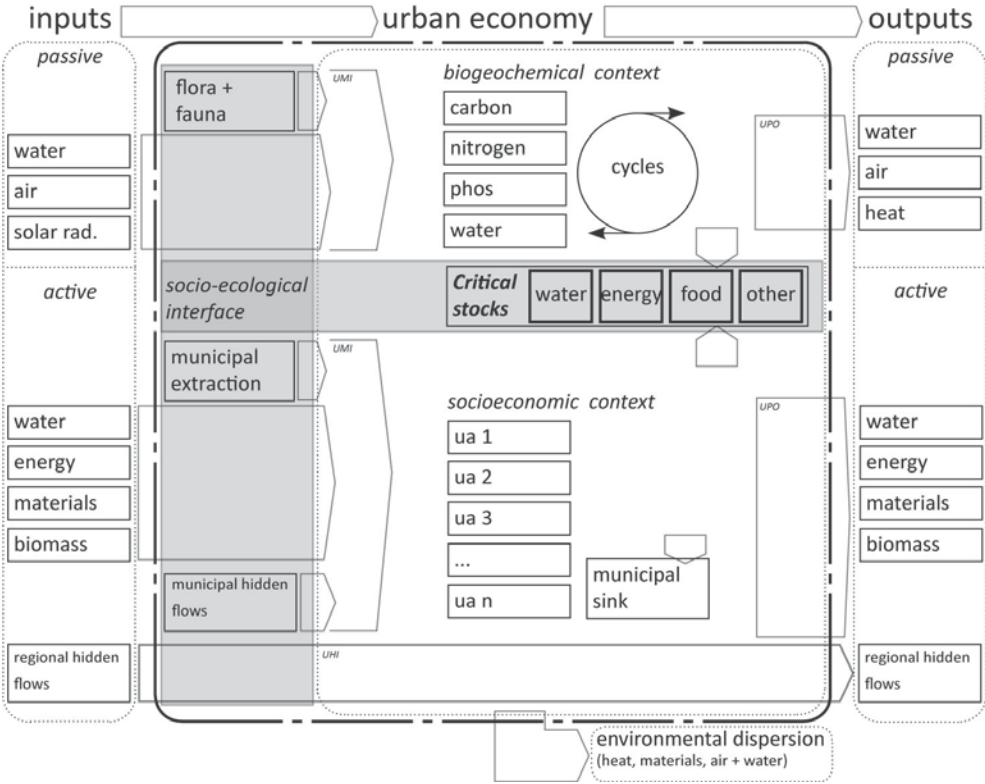 inputs
urban economy
outputs
passive
water
air
solar rad.
active
water
energy
materials
biomass
regional hidden
flows
flora +
fauna
UMI
socio-ecological
interface
municipal
extraction
UMI
municipal hidden
flows
UHI
biogeochemical context
carbon
nitrogen
phos
water
cycles
Critical
stocks
water
energy
food
other
socioeconomic context
ua 1
ua 2
ua 3
...
ua n
municipal
sink
UPO
UPO
environmental dispersion
(heat, materials, air + water)
passive
water
air
heat
active
water
energy
materials
biomass
regional hidden
flows